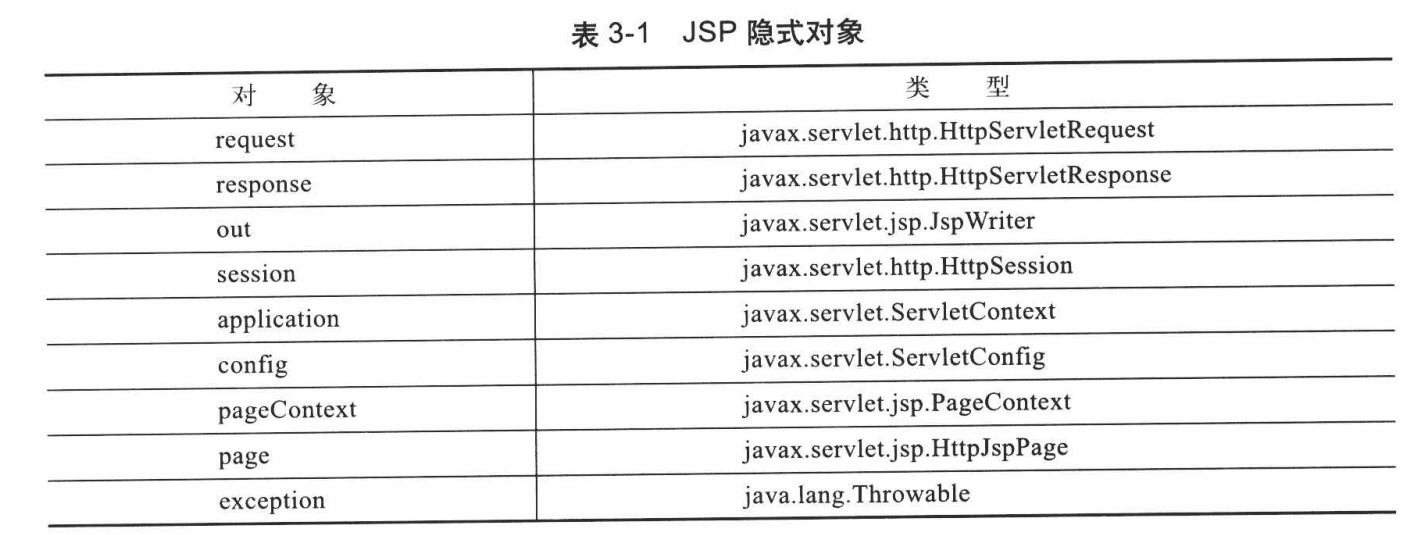 表 3-1 JSP 隐式对象
对 象 类 型
request javax.servlet.http.HttpServletRequest
response javax.servlet.http.HttpServletResponse
out javax.servlet.jsp.JspWriter
session javax.servlet.http.HttpSession
application javax.servlet.ServletContext
config javax.servlet.ServletConfig
pageContext javax.servlet.jsp.PageContext
page javax.servlet.jsp.HttpJspPage
exception java.lang.Throwable